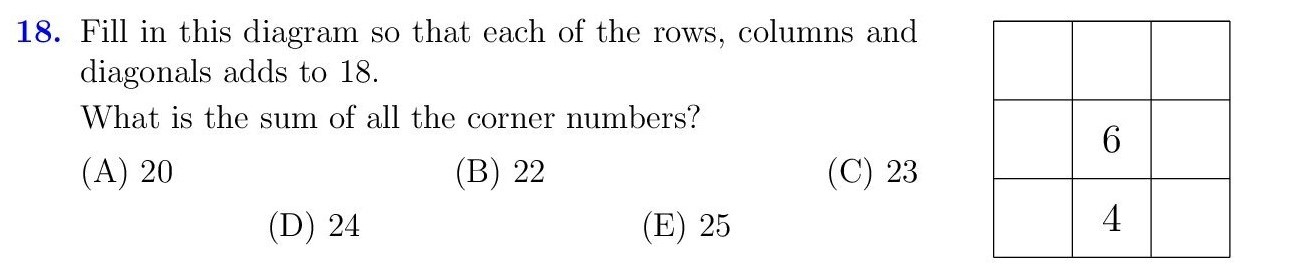 18. Fill in this diagram so that each of the rows, columns and
diagonals adds to 18.
What is the sum of all the corner numbers?
(A) 20 (B) 22 (C) 23
(D) 24 (E) 25
6
4